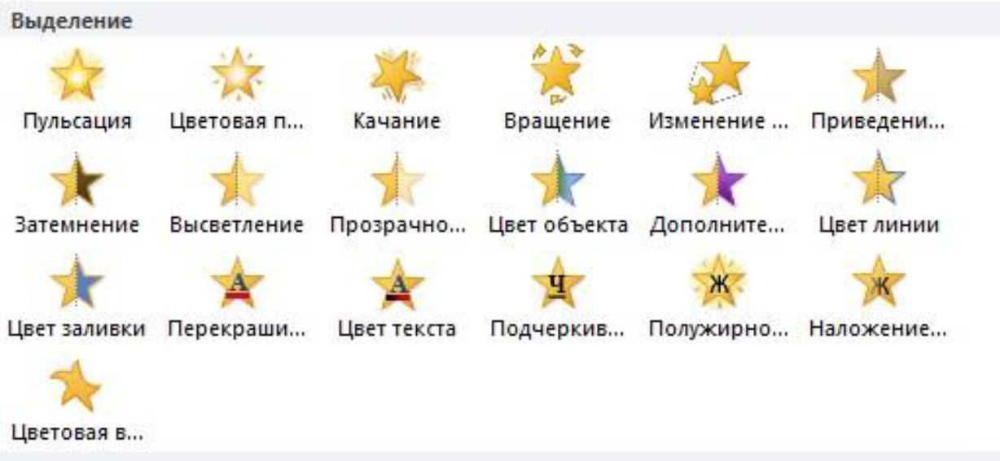 Выделение
Пульсация Цветовая п... Качание Вращение Изменение ... Приведени...
Затемнение Высветление Прозрачно... Цвет объекта Дополните... Цвет линии
А А Ч Ж Ж
Цвет заливки Перекраши... Цвет текста Подчеркив... Полужирно... Наложение...
Цветовая в...